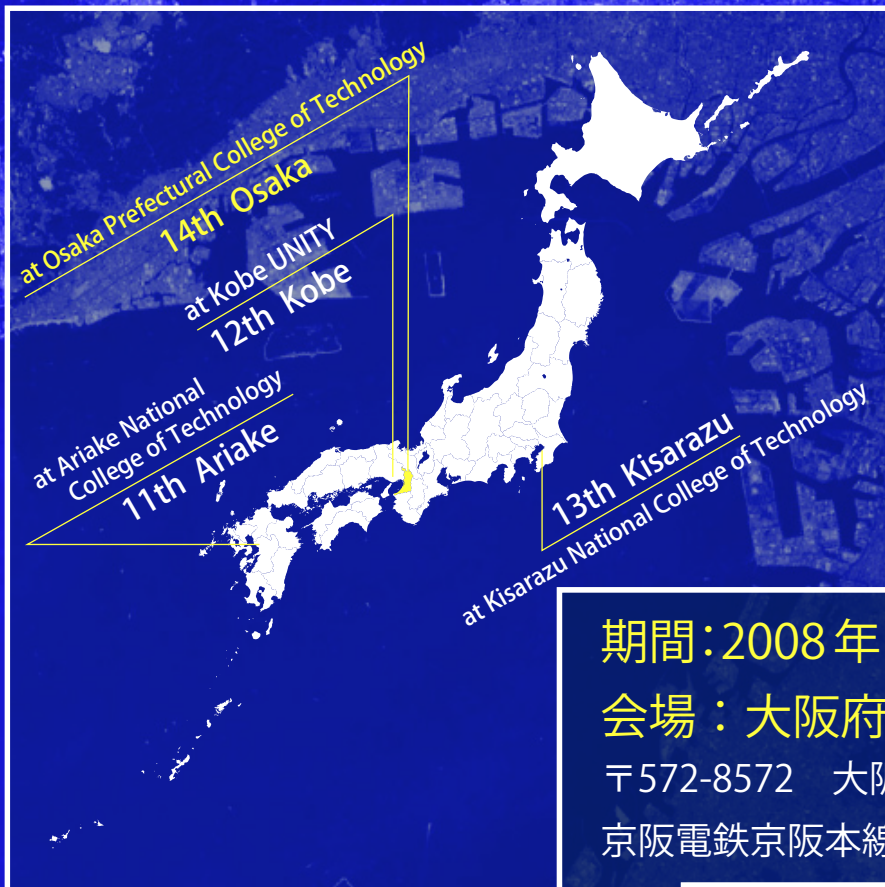 at Osaka Prefectural College of Technology
14th Osaka
at Kobe UNITY
12th Kobe
at Ariake National
College of Technology
11th Ariake
13th Kisarazu
at Kisarazu National College of Technology
期間：2008年
会場：大阪府
〒572-8572　大阪
京阪電鉄京阪本線